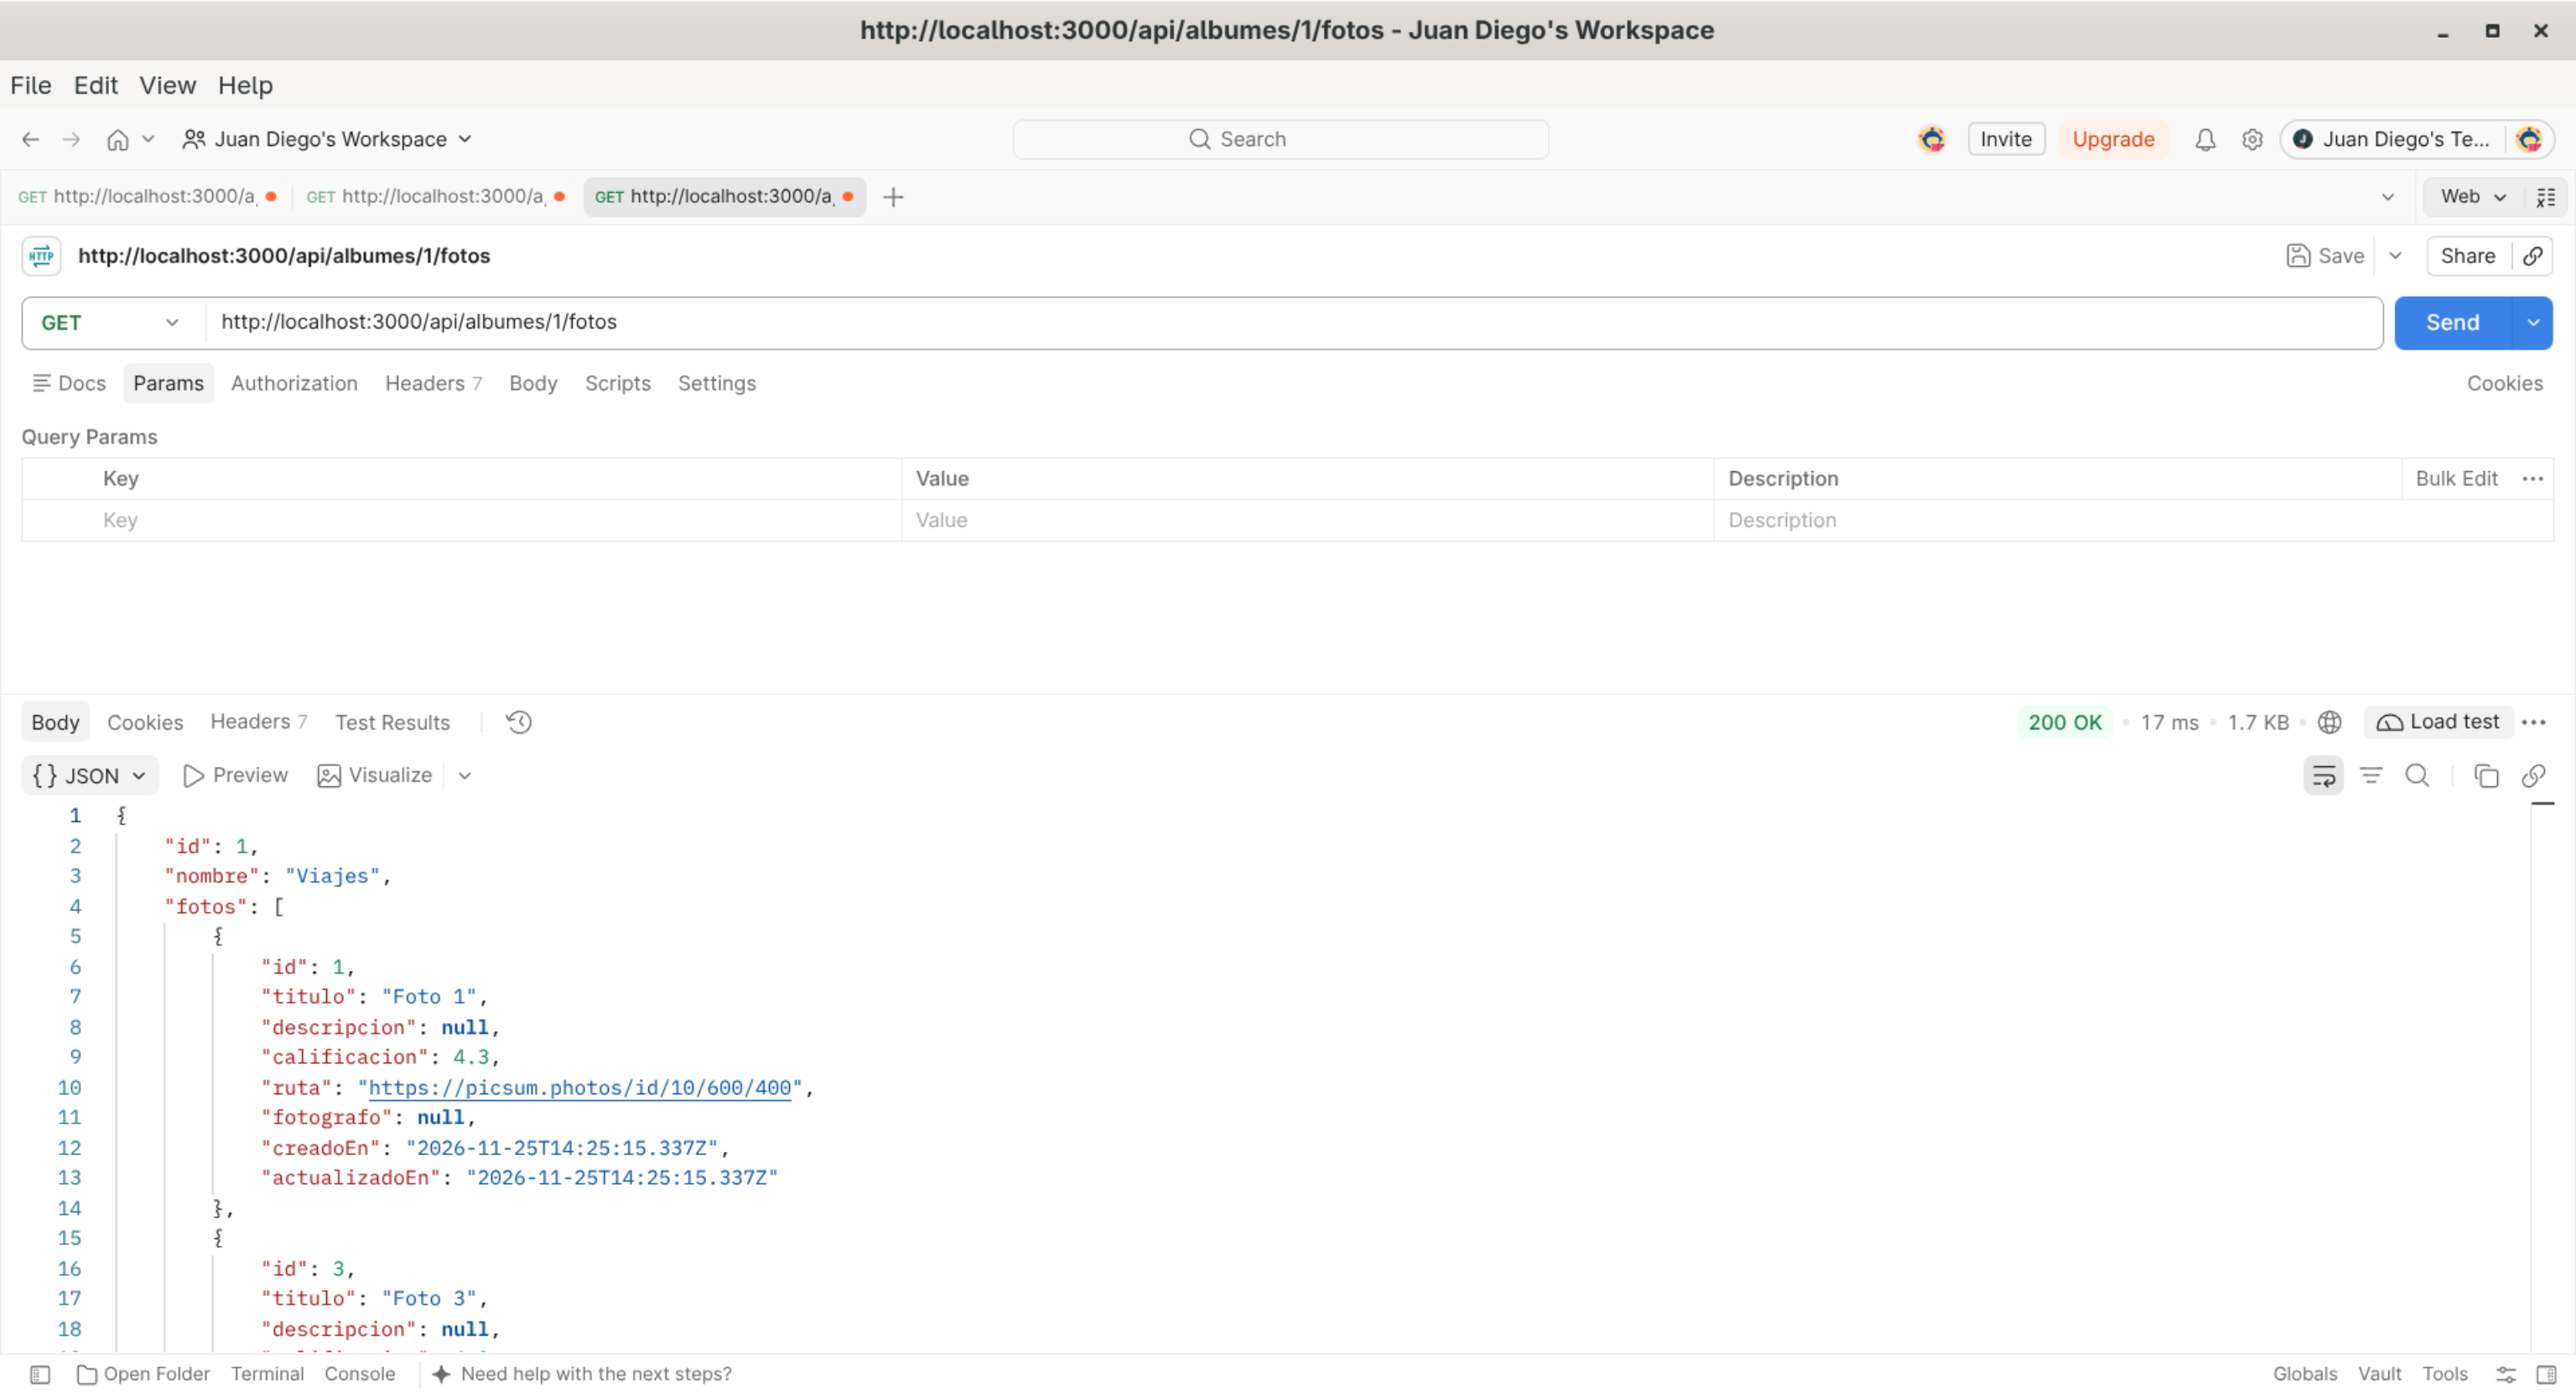 http://localhost:3000/api/albumes/1/fotos - Juan Diego's Workspace
File Edit View Help
Juan Diego's Workspace
Search
Invite
Upgrade
Juan Diego's Te...
GET http://localhost:3000/a
GET http://localhost:3000/a
GET http://localhost:3000/a
Web
HTTP http://localhost:3000/api/albumes/1/fotos
Save
Share
GET http://localhost:3000/api/albumes/1/fotos
Send
Docs Params Authorization Headers 7 Body Scripts Settings
Cookies
Query Params
Key Value Description Bulk Edit
Key Value Description
Body Cookies Headers 7 Test Results
200 OK • 17 ms • 1.7 KB
Load test
{} JSON Preview Visualize
1 {
2 "id": 1,
3 "nombre": "Viajes",
4 "fotos": [
5 {
6 "id": 1,
7 "titulo": "Foto 1",
8 "descripcion": null,
9 "calificacion": 4.3,
10 "ruta": "https://picsum.photos/id/10/600/400",
11 "fotografo": null,
12 "creadoEn": "2026-11-25T14:25:15.337Z",
13 "actualizadoEn": "2026-11-25T14:25:15.337Z"
14 },
15 {
16 "id": 3,
17 "titulo": "Foto 3",
18 "descripcion": null,
Open Folder Terminal Console Need help with the next steps?
Globals Vault Tools